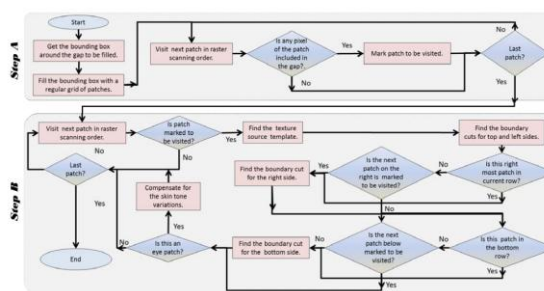 Step A
Start
Get the bounding box
around the gap to be filled.
Fill the bounding box with a
regular grid of patches.
Visit next patch in raster
scanning order.
Is any pixel
of the patch
included in
the gap?
Yes
No
Mark patch to be visited.
No
Last
patch?
Yes
Step B
Visit next patch in raster
scanning order.
Is patch
marked to
be visited?
Yes
No
Find the texture
source template.
Find the boundary
cuts for top and left sides.
Last
patch?
No
Yes
End
Compensate for
the skin tone
variations.
Yes
Is this an
eye patch?
No
Find the boundary cut
for the right side.
Yes
Is the next
patch on the
right is marked
to be visited?
No
No
Is this right
most patch in
current row?
Yes
Find the boundary cut for
the bottom side.
No
Is the next
patch below
marked to be
visited?
Yes
No
Is this patch in
the bottom
row?
Yes